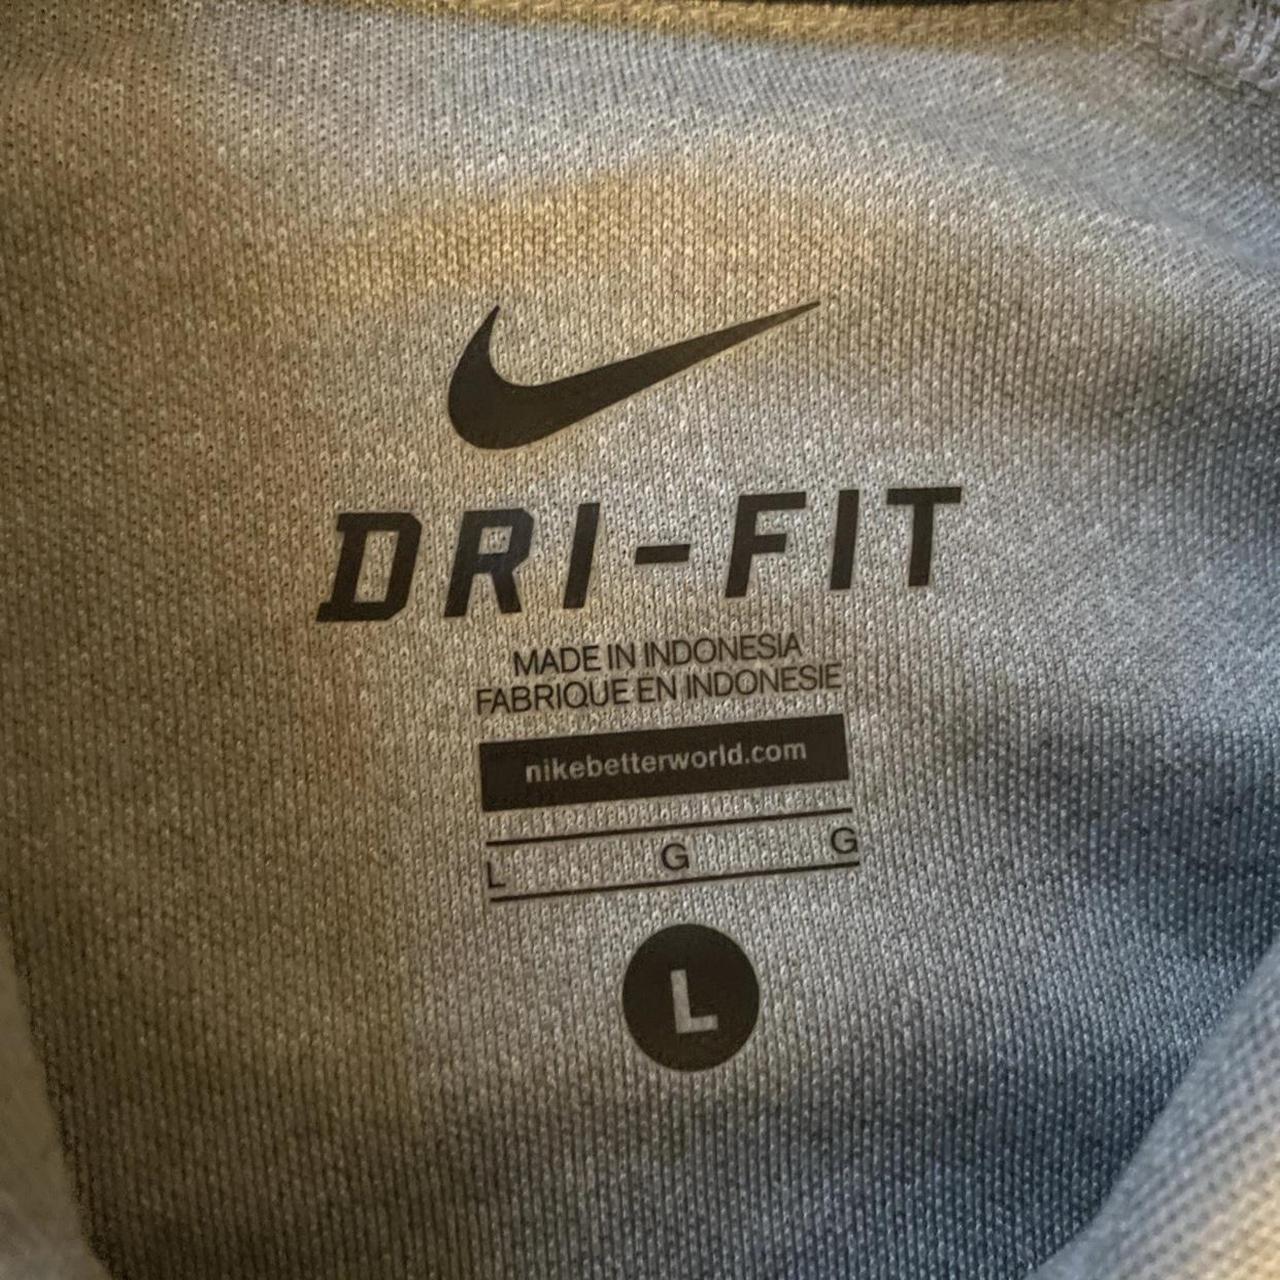 DRI-FIT
MADE IN INDONESIA
FABRIQUE EN INDONESIE
nikebetterworld.com
L G G
L